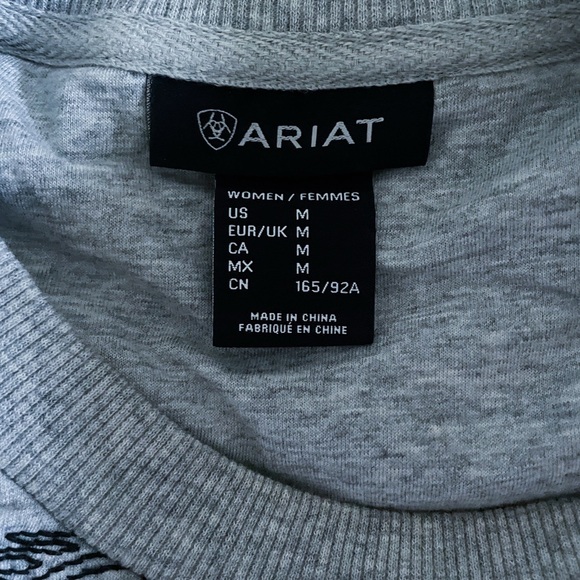 ARIAT
WOMEN / FEMMES
US M
EUR/UK M
CA M
MX M
CN 165/92A
MADE IN CHINA
FABRIQUÉ EN CHINE